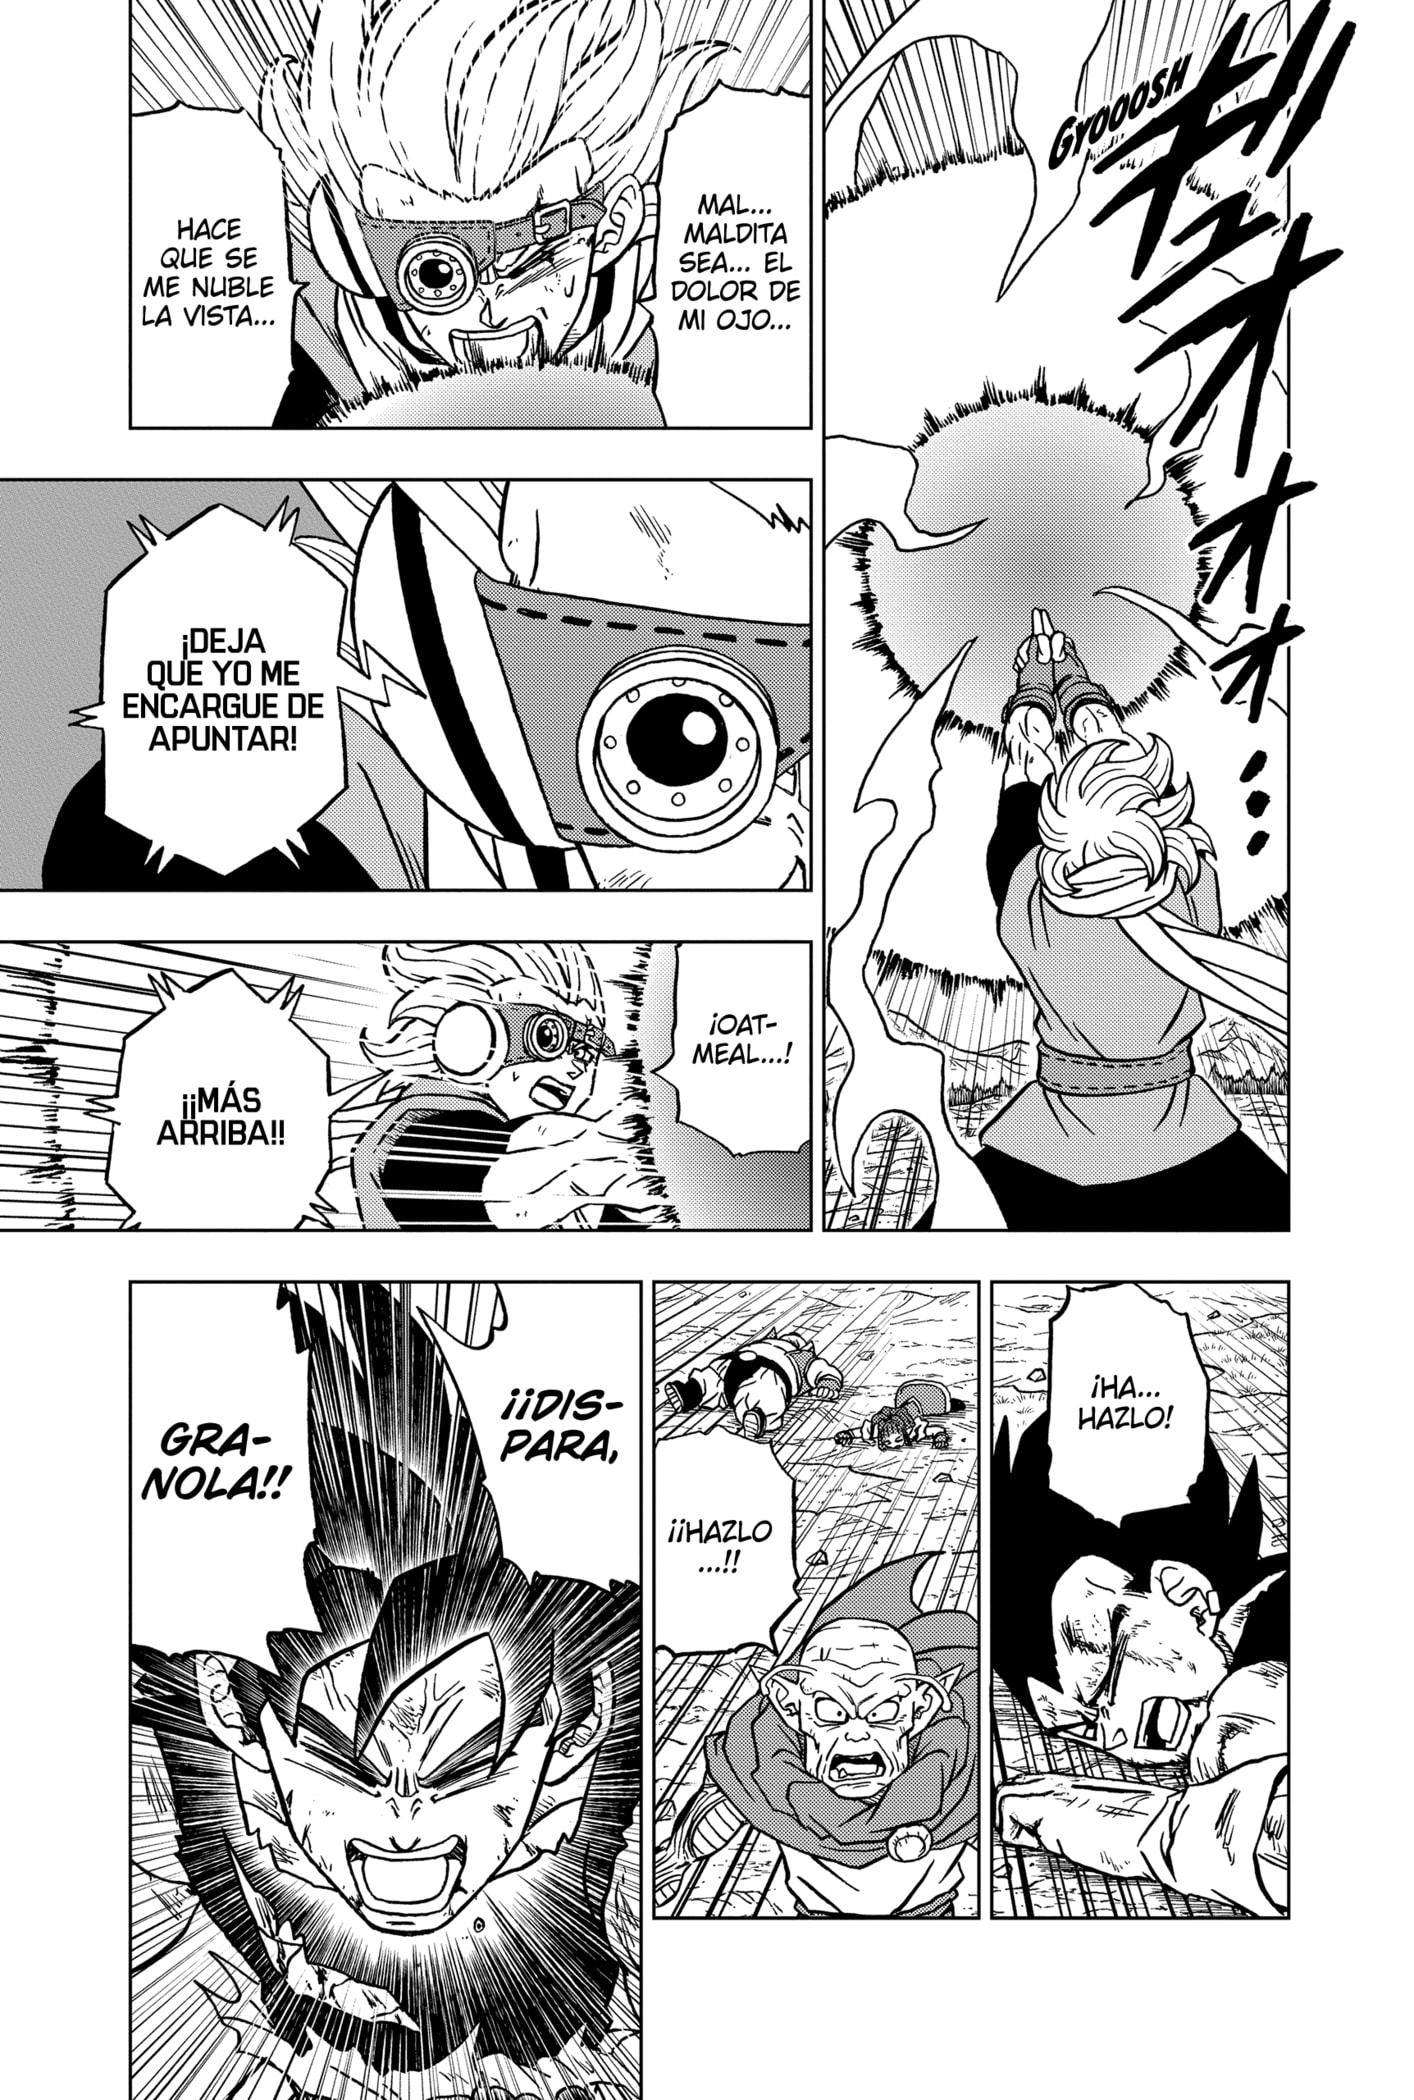 GYOOOSH
ギュオオオオ...
MAL...
MALDITA
SEA... EL
DOLOR DE
MI OJO...
HACE
QUE SE
ME NUBLE
LA VISTA...
¡DEJA
QUE YO ME
ENCARGUE DE
APUNTAR!
¡OAT-
MEAL...!
¡¡MÁS
ARRIBA!!
¡HA...
HAZLO!
¡¡HAZLO
...!!
¡¡DIS-
PARA,
GRA-
NOLA!!